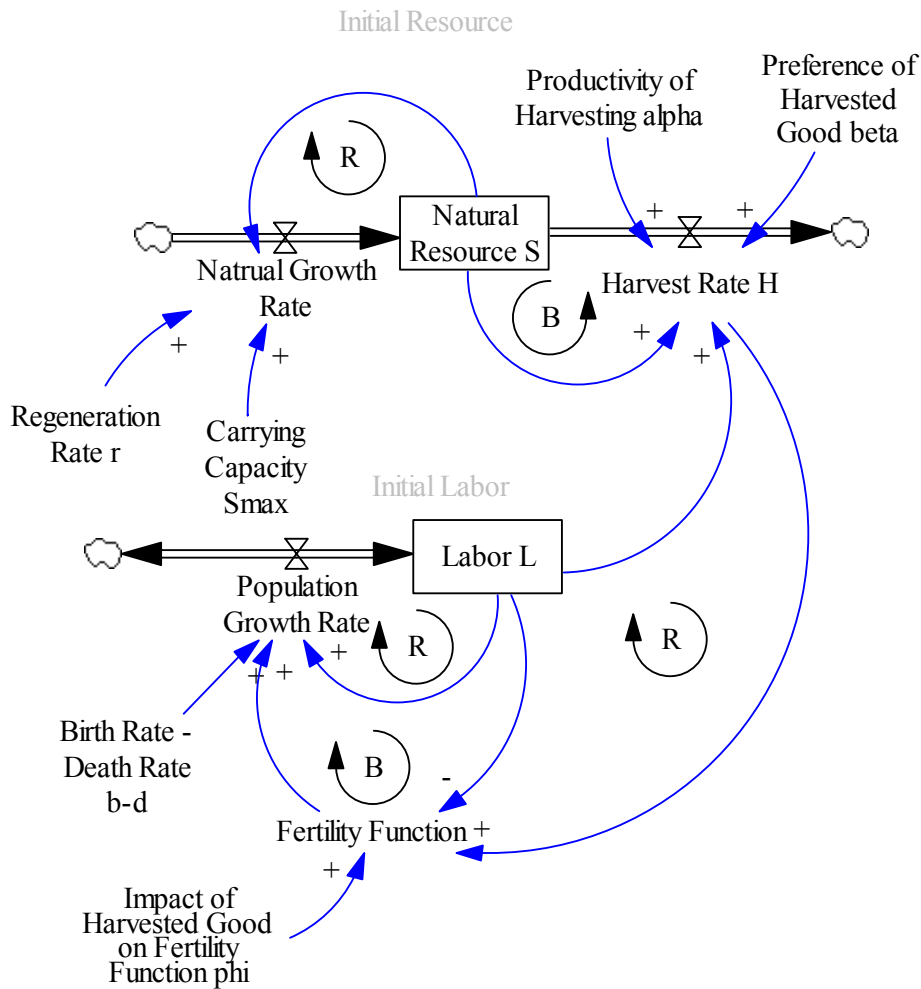 Initial Resource
Productivity of
Harvesting alpha
Preference of
Harvested
Good beta
R
Natural
Resource S
+
+
Natrual Growth
Rate
Harvest Rate H
B
+
+
+
+
Regeneration
Rate r
Carrying
Capacity
Smax
Initial Labor
Labor L
Population
Growth Rate
R
R
+
+
+
Birth Rate -
Death Rate
b-d
B
-
Fertility Function
+
+
Impact of
Harvested Good
on Fertility
Function phi